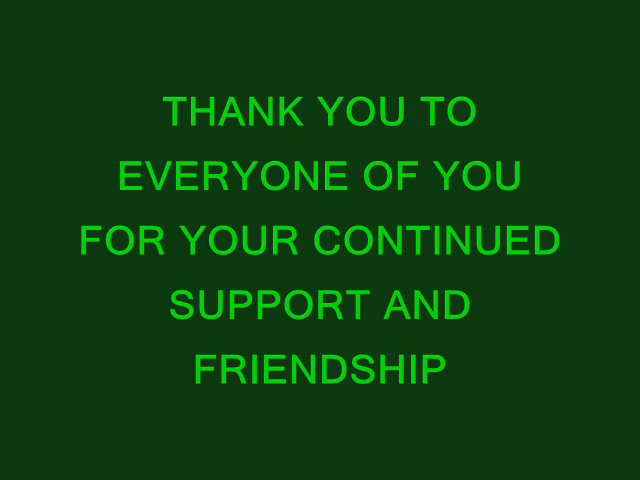 THANK YOU TO
EVERYONE OF YOU
FOR YOUR CONTINUED
SUPPORT AND
FRIENDSHIP